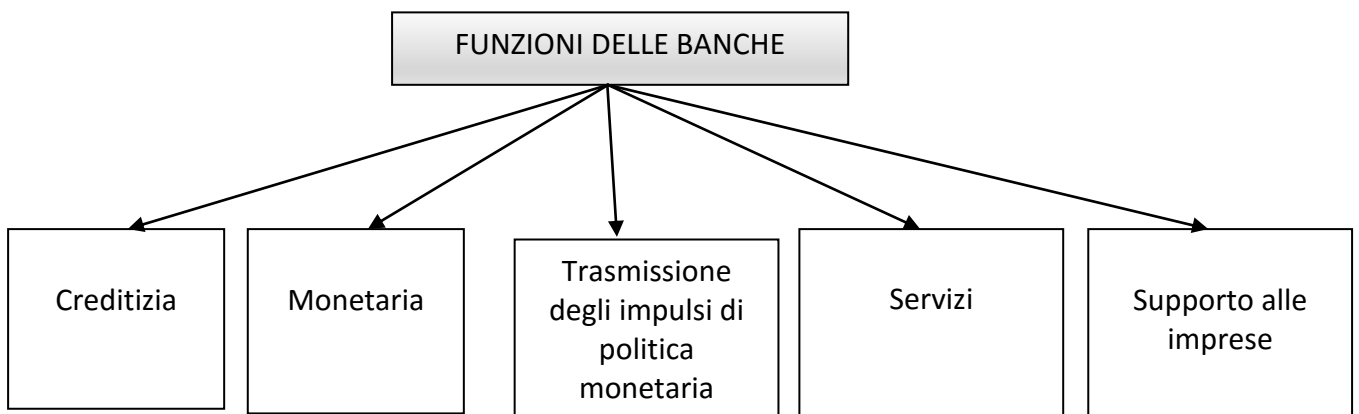 FUNZIONI DELLE BANCHE
Creditizia
Monetaria
Trasmissione
degli impulsi di
politica
monetaria
Servizi
Supporto alle
imprese